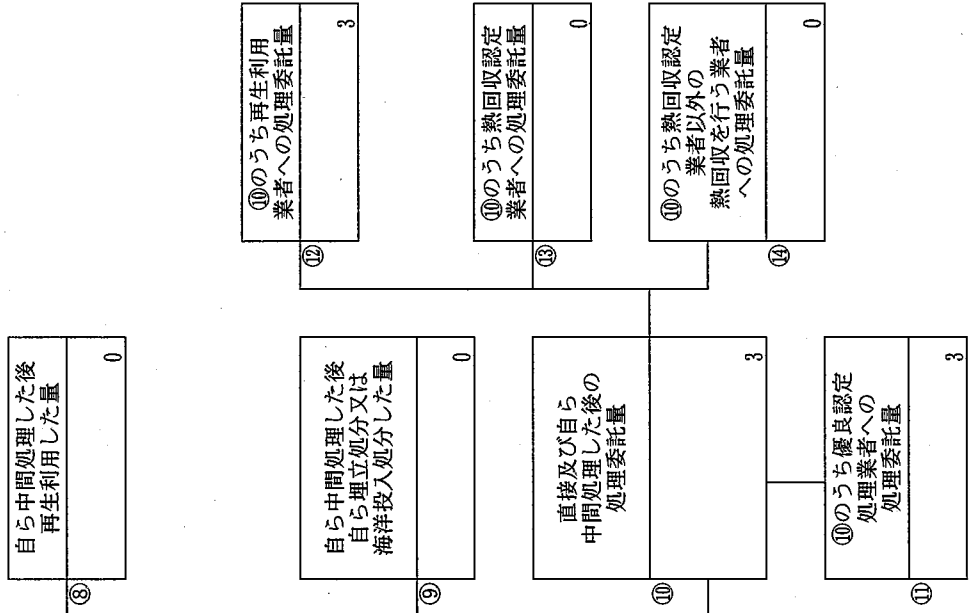 ⑧
自ら中間処理した後
再生利用した量
0
⑨
自ら中間処理した後
自ら埋立処分又は
海洋投入処分した量
0
⑩
直接及び自ら
中間処理した後の
処理委託量
3
⑪
⑩のうち優良認定
処理業者への
処理委託量
3
⑫
⑩のうち再生利用
業者への処理委託量
3
⑬
⑩のうち熱回収認定
業者への処理委託量
0
⑭
⑩のうち熱回収認定
業者以外の
熱回収を行う業者
への処理委託量
0